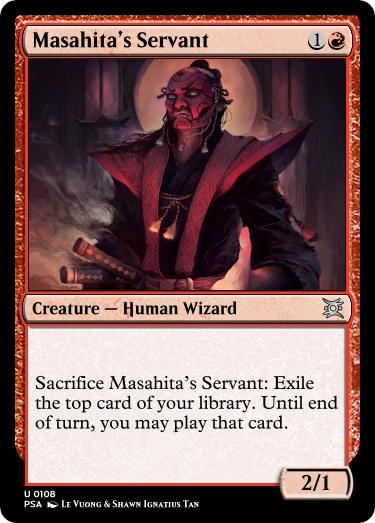 Masahita's Servant 1
Creature — Human Wizard
Sacrifice Masahita's Servant: Exile
the top card of your library. Until end
of turn, you may play that card.
2/1
U 0108
PSA Le Vuong & Shawn Ignatius Tan